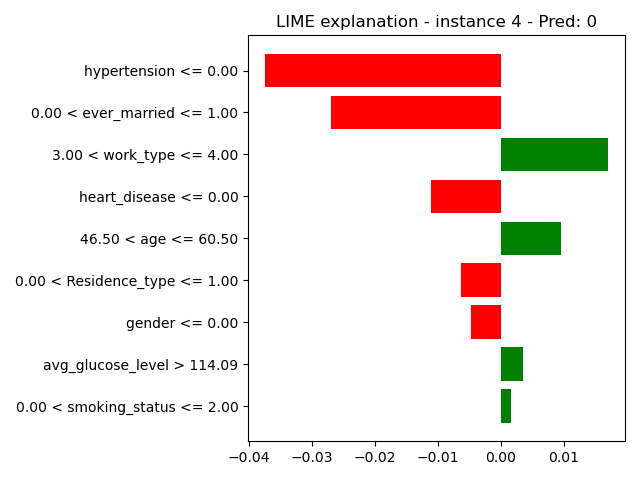 LIME explanation - instance 4 - Pred: 0
hypertension <= 0.00
0.00 < ever_married <= 1.00
3.00 < work_type <= 4.00
heart_disease <= 0.00
46.50 < age <= 60.50
0.00 < Residence_type <= 1.00
gender <= 0.00
avg_glucose_level > 114.09
0.00 < smoking_status <= 2.00
−0.04 −0.03 −0.02 −0.01 0.00 0.01